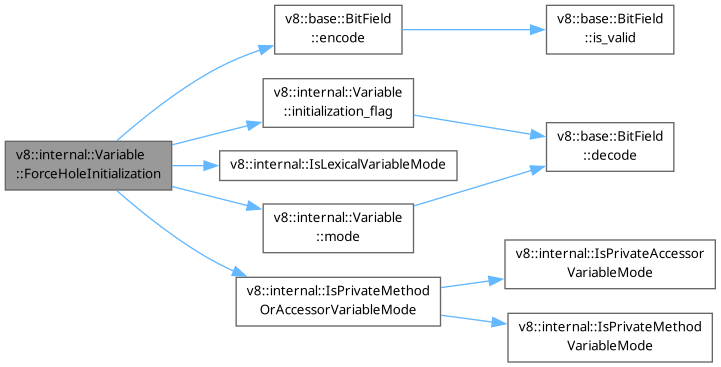 v8::internal::Variable
::ForceHoleInitialization
v8::base::BitField
::encode
v8::base::BitField
::is_valid
v8::internal::Variable
::initialization_flag
v8::base::BitField
::decode
v8::internal::IsLexicalVariableMode
v8::internal::Variable
::mode
v8::internal::IsPrivateMethod
OrAccessorVariableMode
v8::internal::IsPrivateAccessor
VariableMode
v8::internal::IsPrivateMethod
VariableMode